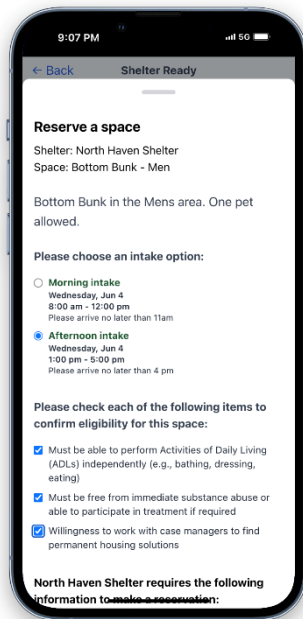 9:07 PM 5G
← Back Shelter Ready
Reserve a space
Shelter: North Haven Shelter
Space: Bottom Bunk - Men
Bottom Bunk in the Mens area. One pet
allowed.
Please choose an intake option:
Morning intake
Wednesday, Jun 4
8:00 am - 12:00 pm
Please arrive no later than 11am
Afternoon intake
Wednesday, Jun 4
1:00 pm - 5:00 pm
Please arrive no later than 4 pm
Please check each of the following items to
confirm eligibility for this space:
Must be able to perform Activities of Daily Living
(ADLs) independently (e.g., bathing, dressing,
eating)
Must be free from immediate substance abuse or
able to participate in treatment if required
Willingness to work with case managers to find
permanent housing solutions
North Haven Shelter requires the following
information to make a reservation: